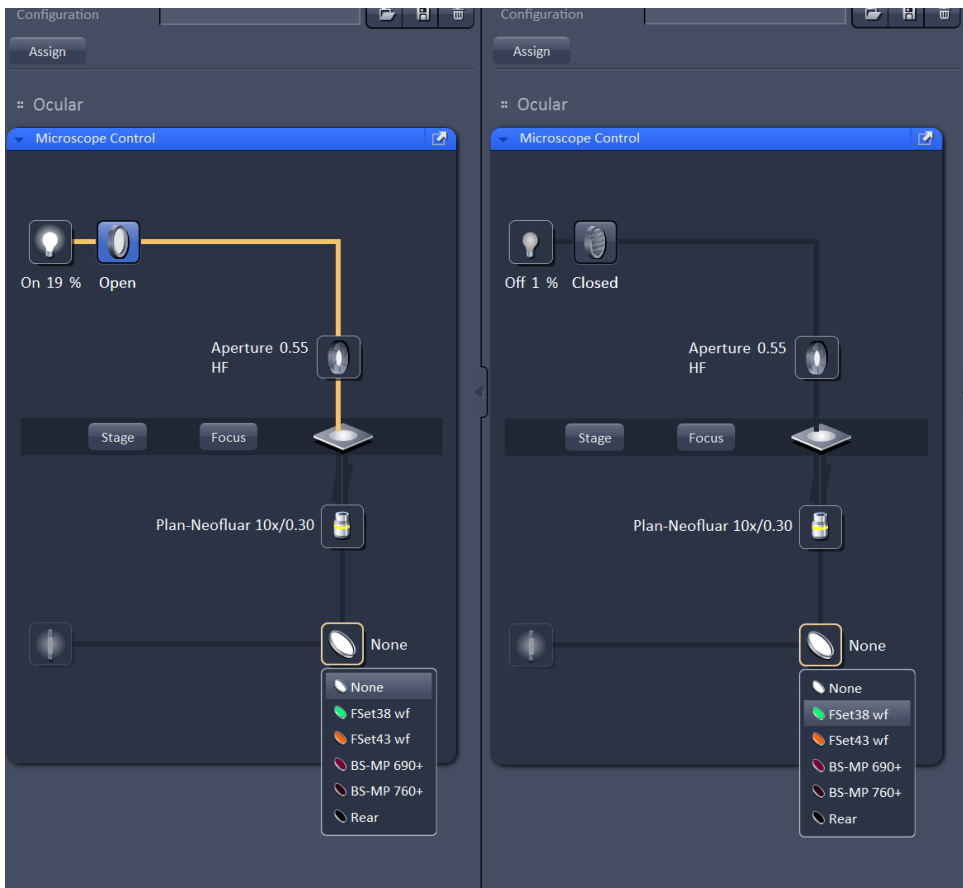 Configuration
Assign
Ocular
Microscope Control
On 19 % Open
Aperture 0.55
HF
Stage Focus
Plan-Neofluar 10x/0.30
None
None
FSet38 wf
FSet43 wf
BS-MP 690+
BS-MP 760+
Rear
Configuration
Assign
Ocular
Microscope Control
Off 1 % Closed
Aperture 0.55
HF
Stage Focus
Plan-Neofluar 10x/0.30
None
None
FSet38 wf
FSet43 wf
BS-MP 690+
BS-MP 760+
Rear